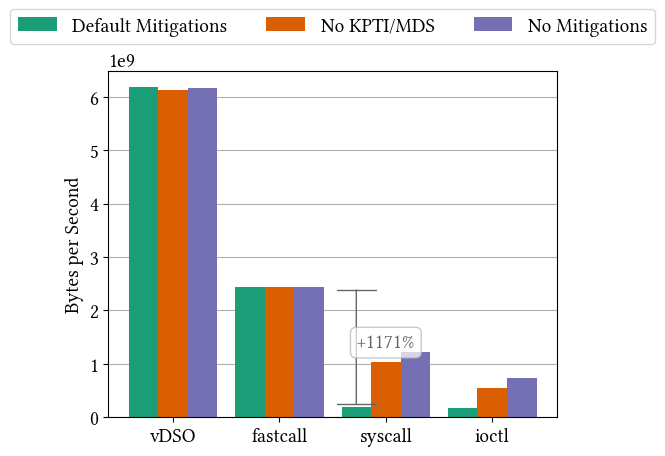 Default Mitigations No KPTI/MDS No Mitigations
1e9
6
5
4
3
2
1
0
Bytes per Second
+1171%
vDSO fastcall syscall ioctl